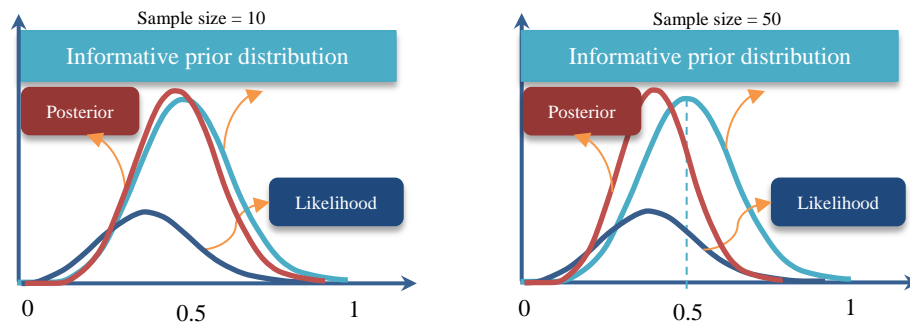 Sample size = 10
Informative prior distribution
Posterior
Likelihood
0
0.5
1
Sample size = 50
Informative prior distribution
Posterior
Likelihood
0
0.5
1